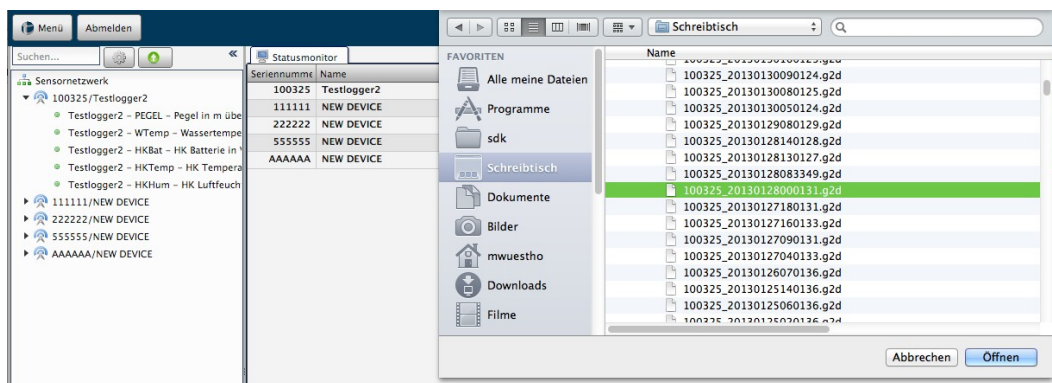 Menü
Abmelden
Suchen...
«
Sensornetzwerk
100325/Testlogger2
Testlogger2 - PEGEL - Pegel in m übe
Testlogger2 - WTemp - Wassertempe
Testlogger2 - HKBat - HK Batterie in
Testlogger2 - HKTemp - HK Tempera
Testlogger2 - HKHum - HK Luftfeuch
111111/NEW DEVICE
222222/NEW DEVICE
555555/NEW DEVICE
AAAAAA/NEW DEVICE
Statusmonitor
Seriennumme Name
100325 Testlogger2
111111 NEW DEVICE
222222 NEW DEVICE
555555 NEW DEVICE
AAAAAA NEW DEVICE
Schreibtisch
FAVORITEN
Alle meine Dateien
Programme
sdk
Schreibtisch
Dokumente
Bilder
mwuestho
Downloads
Filme
Name
100325_20130130090124.g2d
100325_20130130080125.g2d
100325_20130130050124.g2d
100325_20130129080129.g2d
100325_20130128140128.g2d
100325_20130128130127.g2d
100325_20130128083349.g2d
100325_20130128000131.g2d
100325_20130127180131.g2d
100325_20130127160133.g2d
100325_20130127090131.g2d
100325_20130127040133.g2d
100325_20130126070136.g2d
100325_20130125140136.g2d
100325_20130125060136.g2d
100325_20130125020136.g2d
Abbrechen
Öffnen